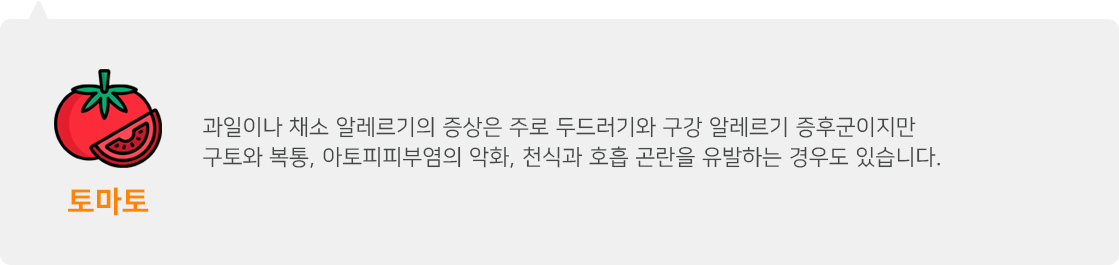 과일이나 채소 알레르기의 증상은 주로 두드러기와 구강 알레르기 증후군이지만
구토와 복통, 아토피피부염의 악화, 천식과 호흡 곤란을 유발하는 경우도 있습니다.
토마토